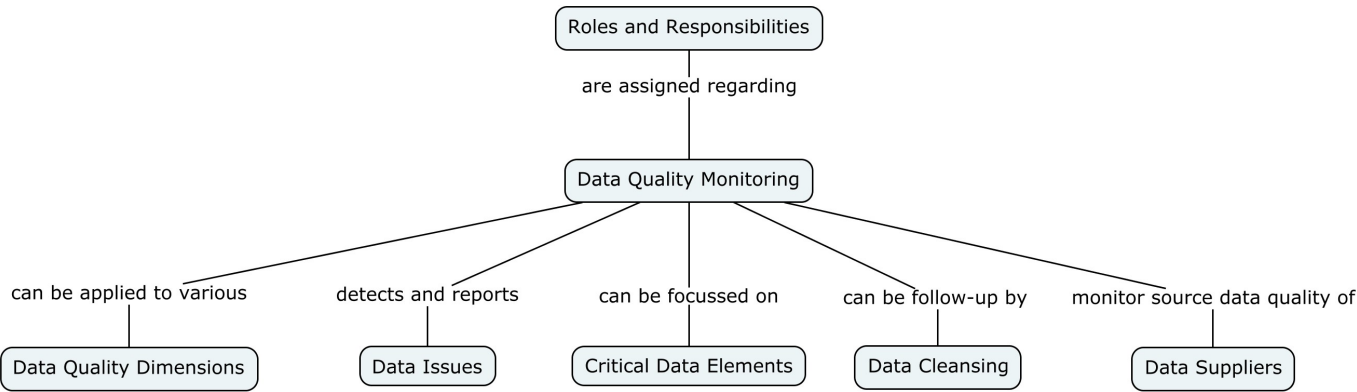 Roles and Responsibilities
are assigned regarding
Data Quality Monitoring
can be applied to various
detects and reports
can be focussed on
can be follow-up by
monitor source data quality of
Data Quality Dimensions
Data Issues
Critical Data Elements
Data Cleansing
Data Suppliers